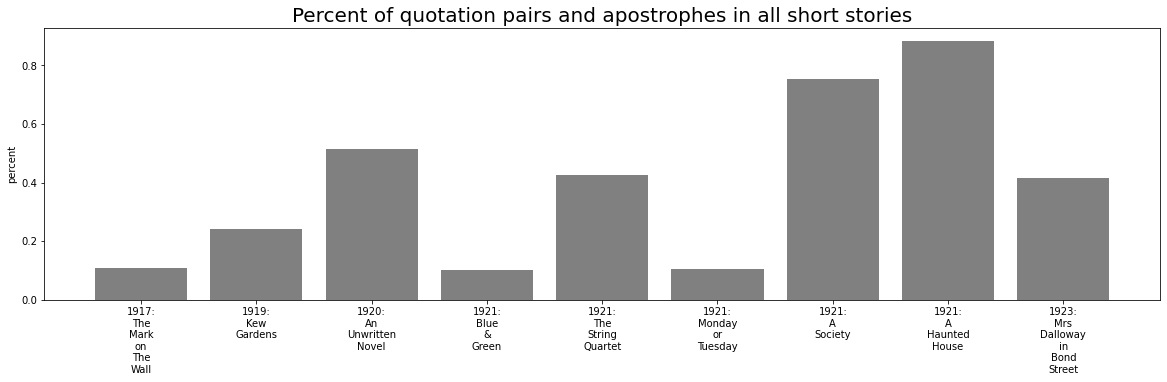 Percent of quotation pairs and apostrophes in all short stories
percent
0.8
0.6
0.4
0.2
0.0
1917:
The
Mark
on
The
Wall
1919:
Kew
Gardens
1920:
An
Unwritten
Novel
1921:
Blue
&
Green
1921:
The
String
Quartet
1921:
Monday
or
Tuesday
1921:
A
Society
1921:
A
Haunted
House
1923:
Mrs
Dalloway
in
Bond
Street